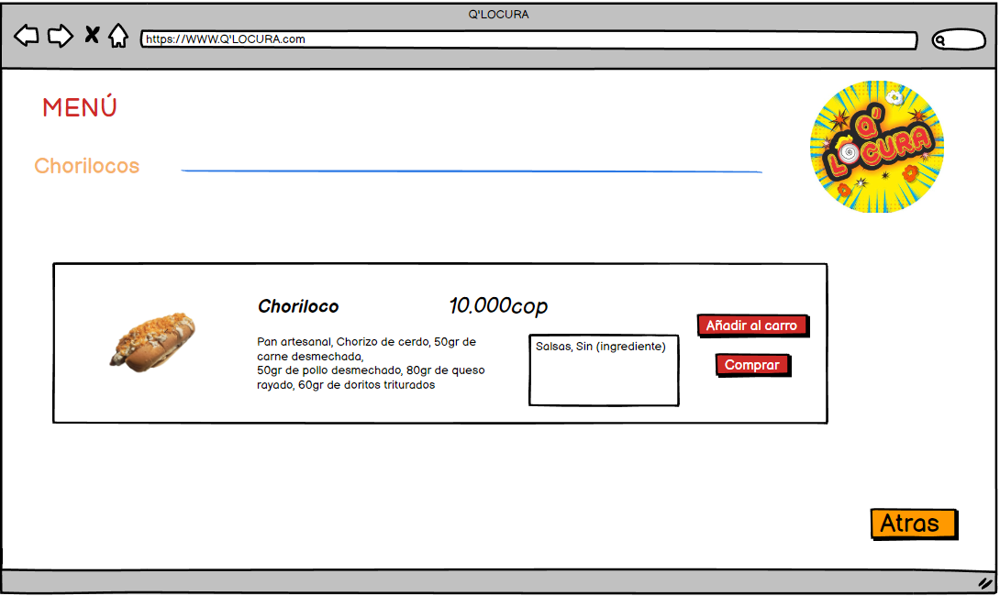 Q'LOCURA
https://WWW.Q'LOCURA.com
MENÚ
Q'
LOCURA
Chorilocos
Choriloco
10.000cop
Pan artesanal, Chorizo de cerdo, 50gr de
carne desmechada,
50gr de pollo desmechado, 80gr de queso
rayado, 60gr de doritos triturados
Salsas, Sin (ingrediente)
Añadir al carro
Comprar
Atras